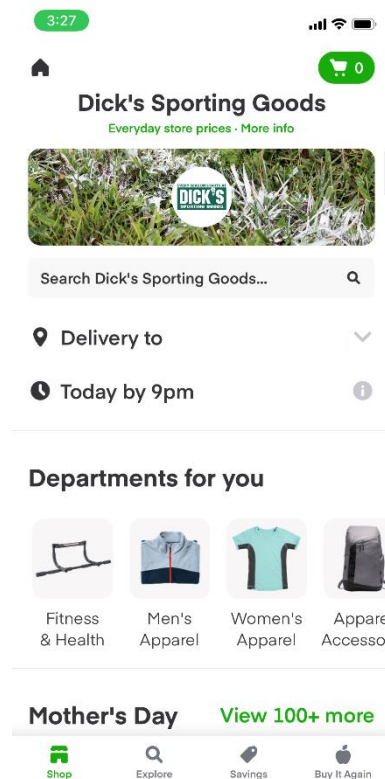 3:27
0
Dick's Sporting Goods
Everyday store prices · More info
DICK'S
SPORTING GOODS
Search Dick's Sporting Goods...
Delivery to
Today by 9pm
Departments for you
Fitness
& Health
Men's
Apparel
Women's
Apparel
Appare
Accesso
Mother's Day
View 100+ more
Shop
Explore
Savings
Buy It Again